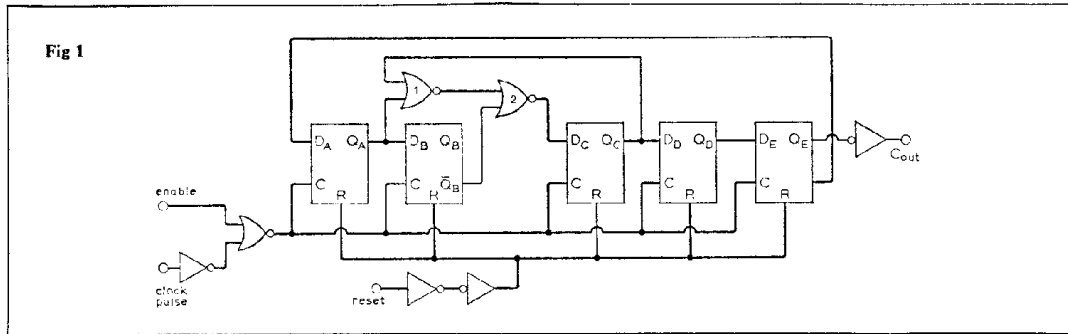 Fig 1
1
2
D_A Q_A
D_B Q_B
Q̅_B
D_C Q_C
D_D Q_D
D_E Q_E
C_out
C
R
C
R
C
R
C
R
C
R
enable
clock
pulse
reset